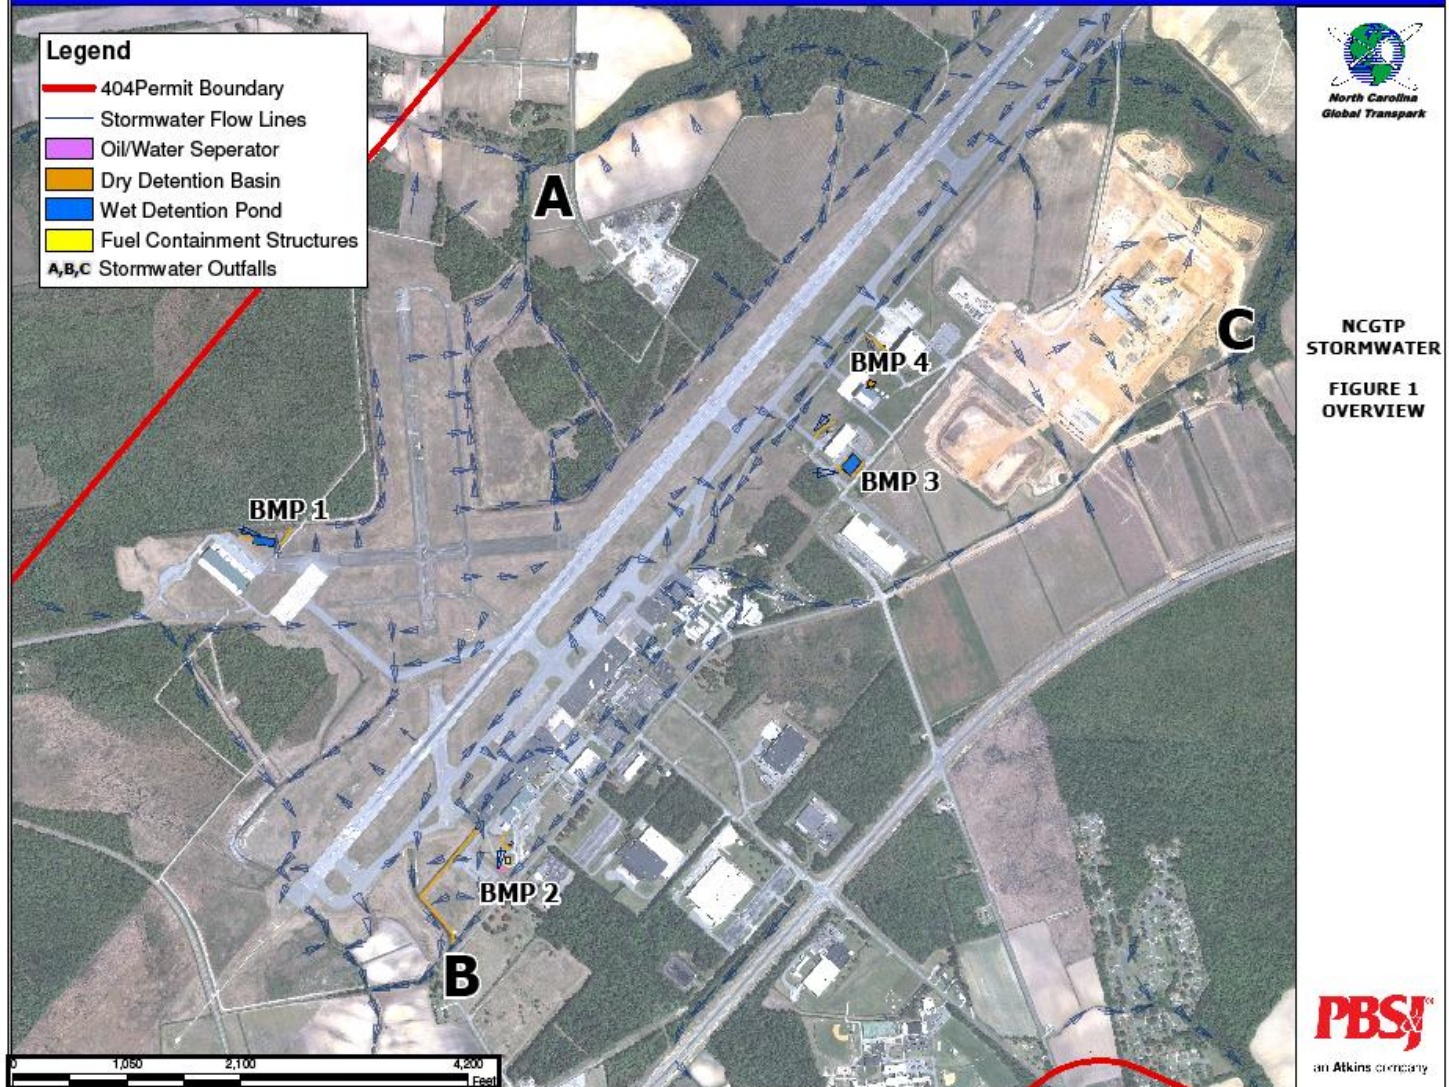 Legend
404Permit Boundary
Stormwater Flow Lines
Oil/Water Seperator
Dry Detention Basin
Wet Detention Pond
Fuel Containment Structures
A,B,C Stormwater Outfalls
A
C
BMP 4
BMP 3
BMP 1
BMP 2
B
0 1,050 2,100 4,200
Feet
North Carolina
Global Transpark
NCGTP
STORMWATER
FIGURE 1
OVERVIEW
PBS&J
an Atkins company